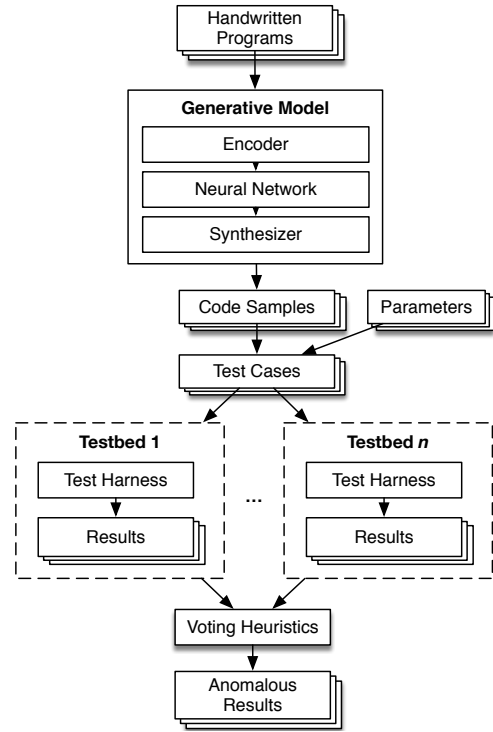 Handwritten
Programs
Generative Model
Encoder
Neural Network
Synthesizer
Code Samples
Parameters
Test Cases
Testbed 1
Test Harness
Results
...
Testbed n
Test Harness
Results
Voting Heuristics
Anomalous
Results